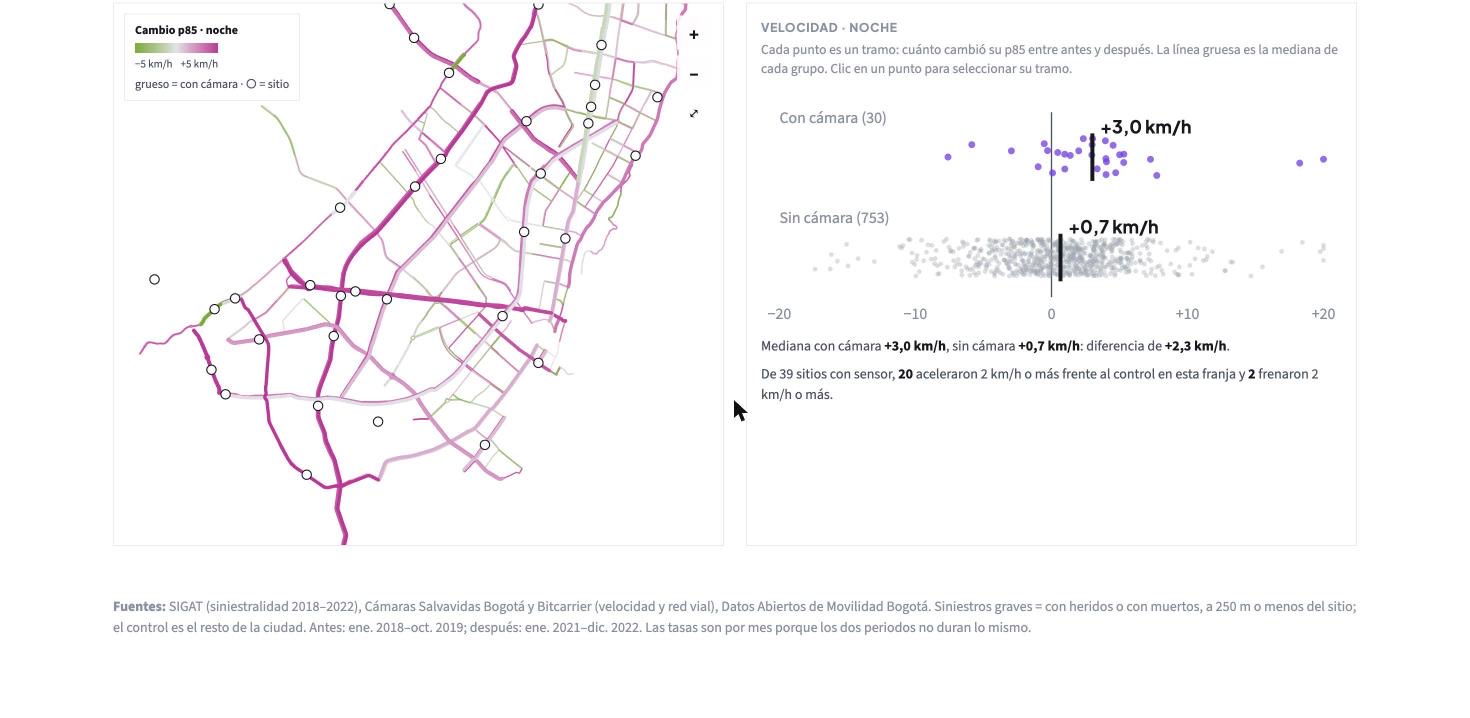 Cambio p85 · noche
−5 km/h +5 km/h
grueso = con cámara · O = sitio
+
−
VELOCIDAD · NOCHE
Cada punto es un tramo: cuánto cambió su p85 entre antes y después. La línea gruesa es la mediana de
cada grupo. Clic en un punto para seleccionar su tramo.
Con cámara (30)
+3,0 km/h
Sin cámara (753)
+0,7 km/h
−20 −10 0 +10 +20
Mediana con cámara +3,0 km/h, sin cámara +0,7 km/h: diferencia de +2,3 km/h.
De 39 sitios con sensor, 20 aceleraron 2 km/h o más frente al control en esta franja y 2 frenaron 2
km/h o más.
Fuentes: SIGAT (siniestralidad 2018–2022), Cámaras Salvavidas Bogotá y Bitcarrier (velocidad y red vial), Datos Abiertos de Movilidad Bogotá. Siniestros graves = con heridos o con muertos, a 250 m o menos del sitio;
el control es el resto de la ciudad. Antes: ene. 2018–oct. 2019; después: ene. 2021–dic. 2022. Las tasas son por mes porque los dos periodos no duran lo mismo.